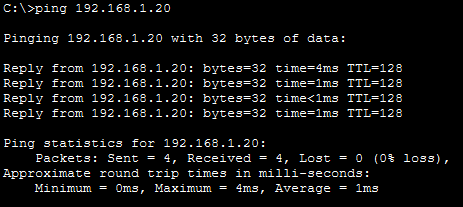 C:\>ping 192.168.1.20
Pinging 192.168.1.20 with 32 bytes of data:
Reply from 192.168.1.20: bytes=32 time=4ms TTL=128
Reply from 192.168.1.20: bytes=32 time=1ms TTL=128
Reply from 192.168.1.20: bytes=32 time<1ms TTL=128
Reply from 192.168.1.20: bytes=32 time=1ms TTL=128
Ping statistics for 192.168.1.20:
    Packets: Sent = 4, Received = 4, Lost = 0 (0% loss),
Approximate round trip times in milli-seconds:
    Minimum = 0ms, Maximum = 4ms, Average = 1ms